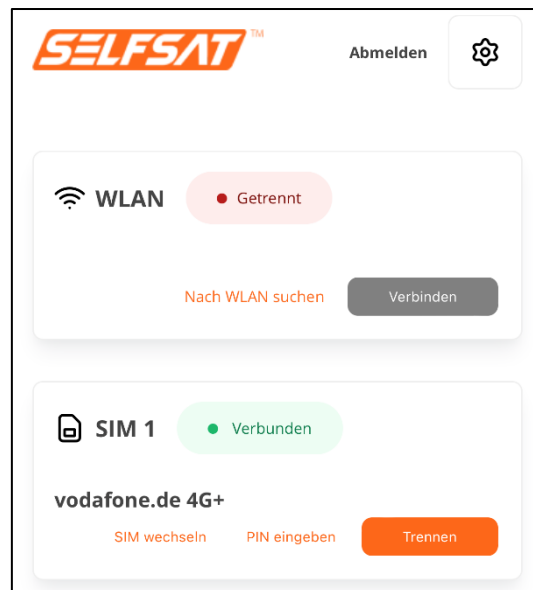 SELFSAT™
Abmelden
WLAN
Getrennt
Nach WLAN suchen
Verbinden
SIM 1
Verbunden
vodafone.de 4G+
SIM wechseln
PIN eingeben
Trennen